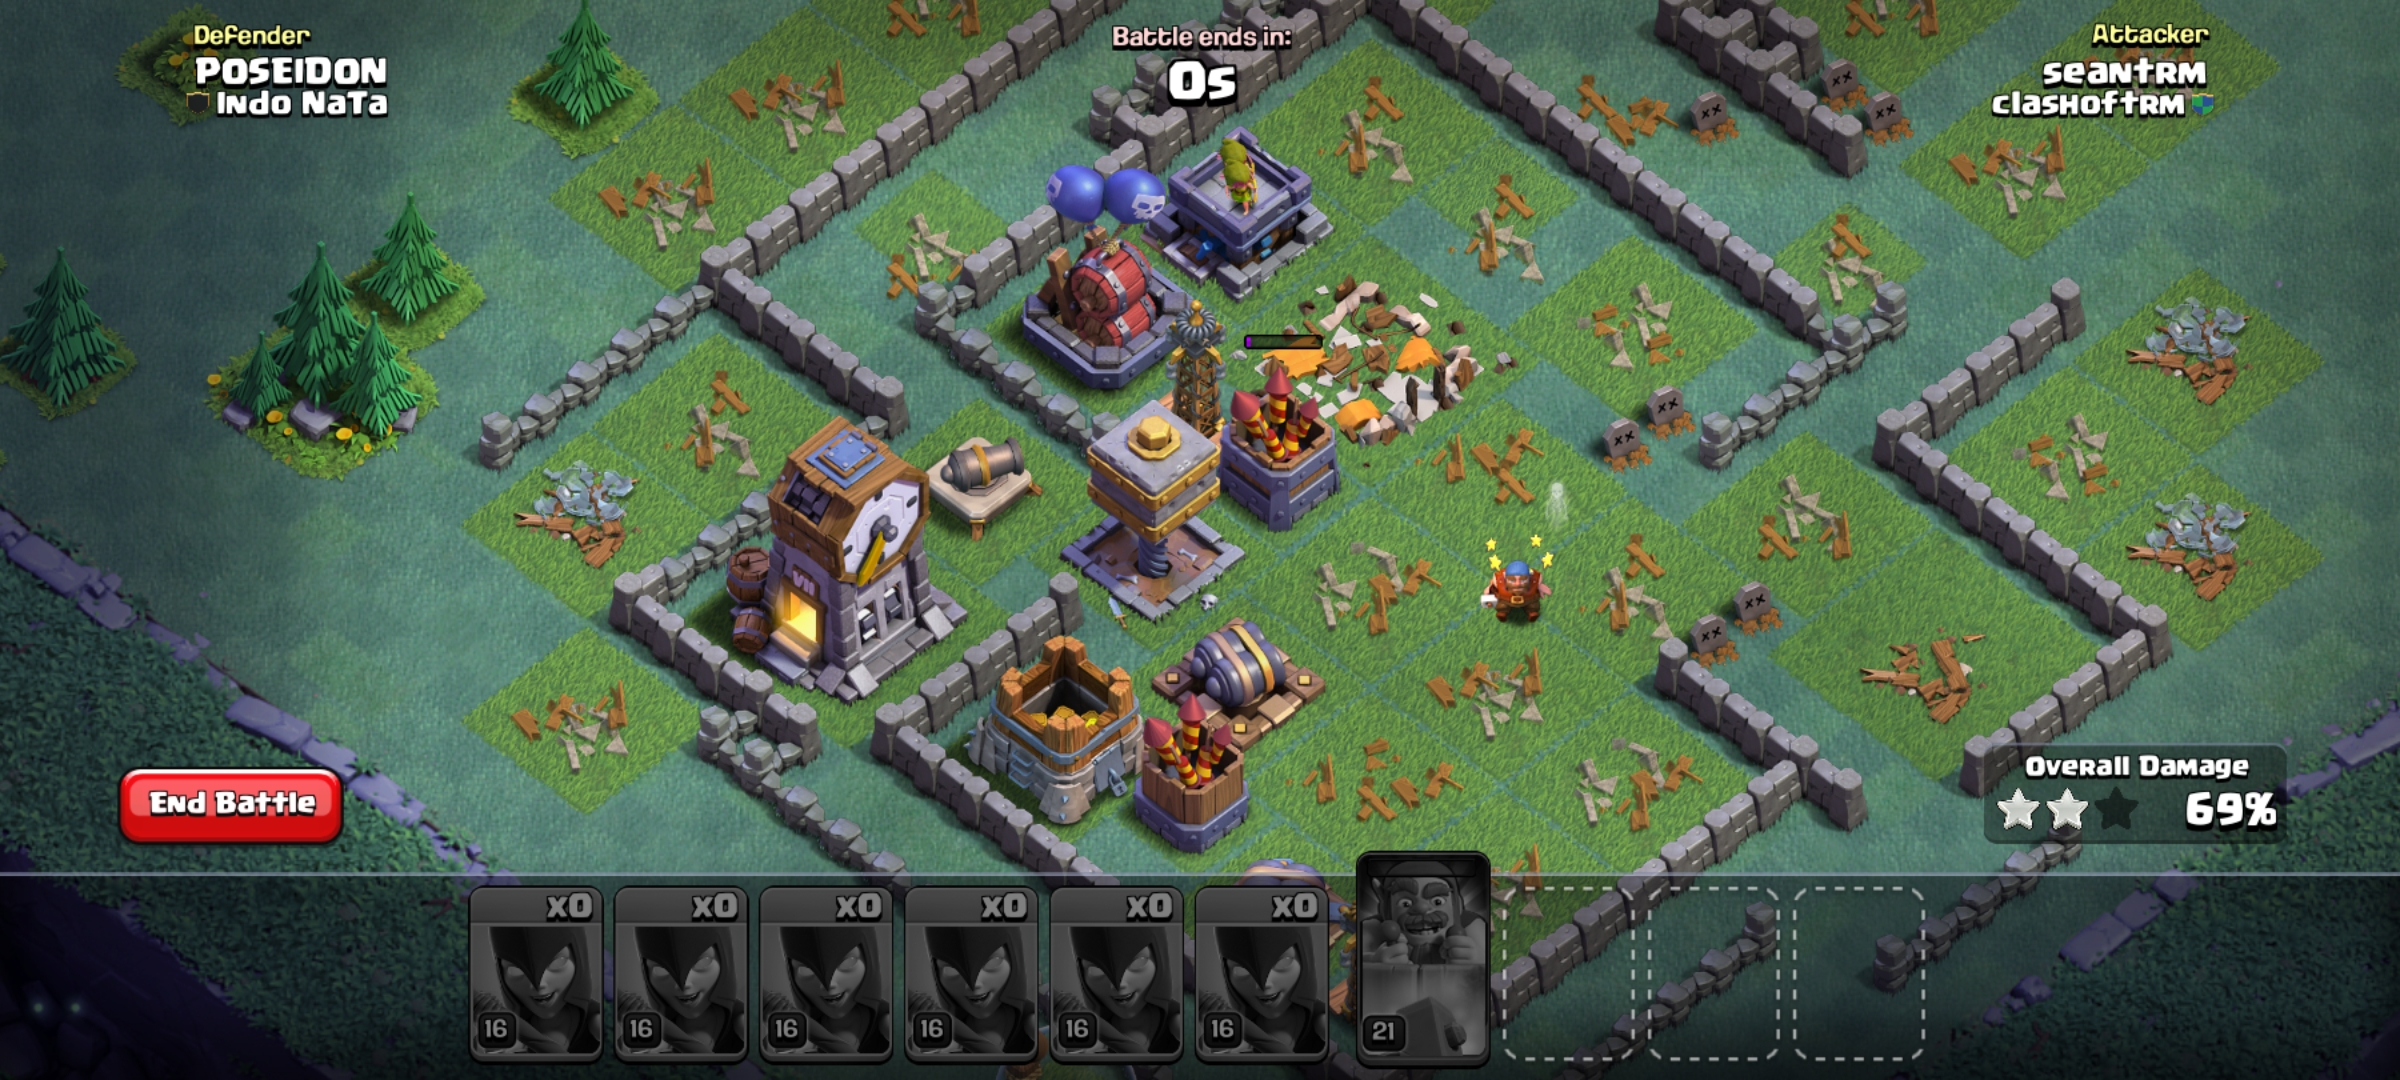 Defender
POSEIDON
Indo NaTa
Battle ends in:
0s
Attacker
seantRM
clasHoftRM
VII
End Battle
Overall Damage
69%
x0
x0
x0
x0
x0
x0
16
16
16
16
16
16
21